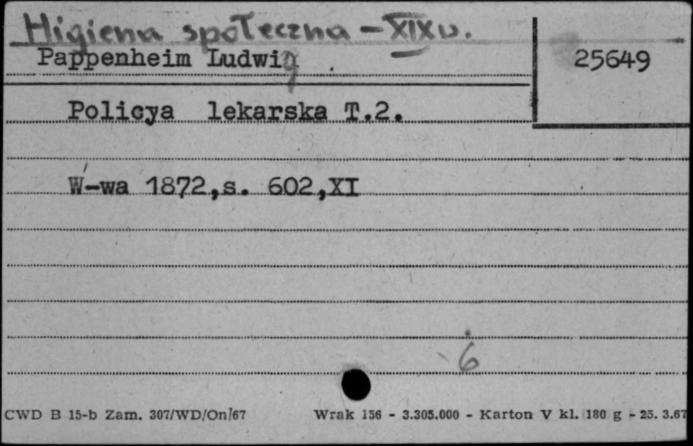 Higiena społeczna - XIX w.
Pappenheim Ludwig
25649
Policya lekarska T.2.
W-wa 1872,s. 602,XI
6
CWD B 15-b Zam. 307/WD/On/67 Wrak 156 - 3.305.000 - Karton V kl. 180 g - 25. 3.67